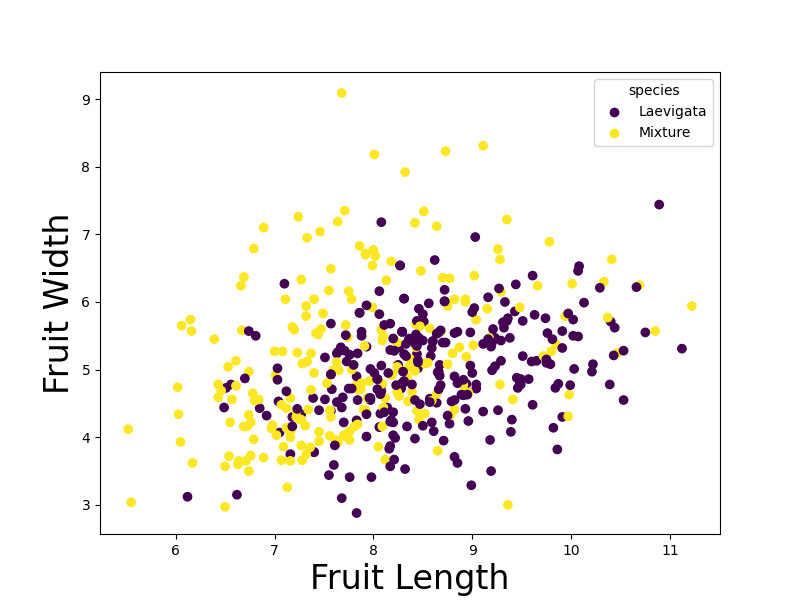 species
Laevigata
Mixture
9
8
7
6
5
4
3
Fruit Width
6 7 8 9 10 11
Fruit Length